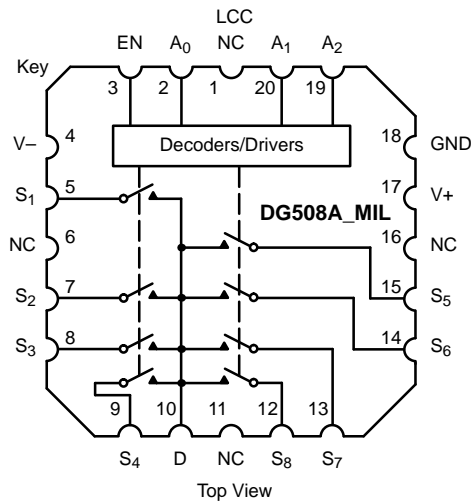 LCC
EN A0 NC A1 A2
Key
3 2 1 20 19
V– 4 Decoders/Drivers 18 GND
S1 5 17 V+
DG508A_MIL
NC 6 16 NC
S2 7 15 S5
S3 8 14 S6
9 10 11 12 13
S4 D NC S8 S7
Top View